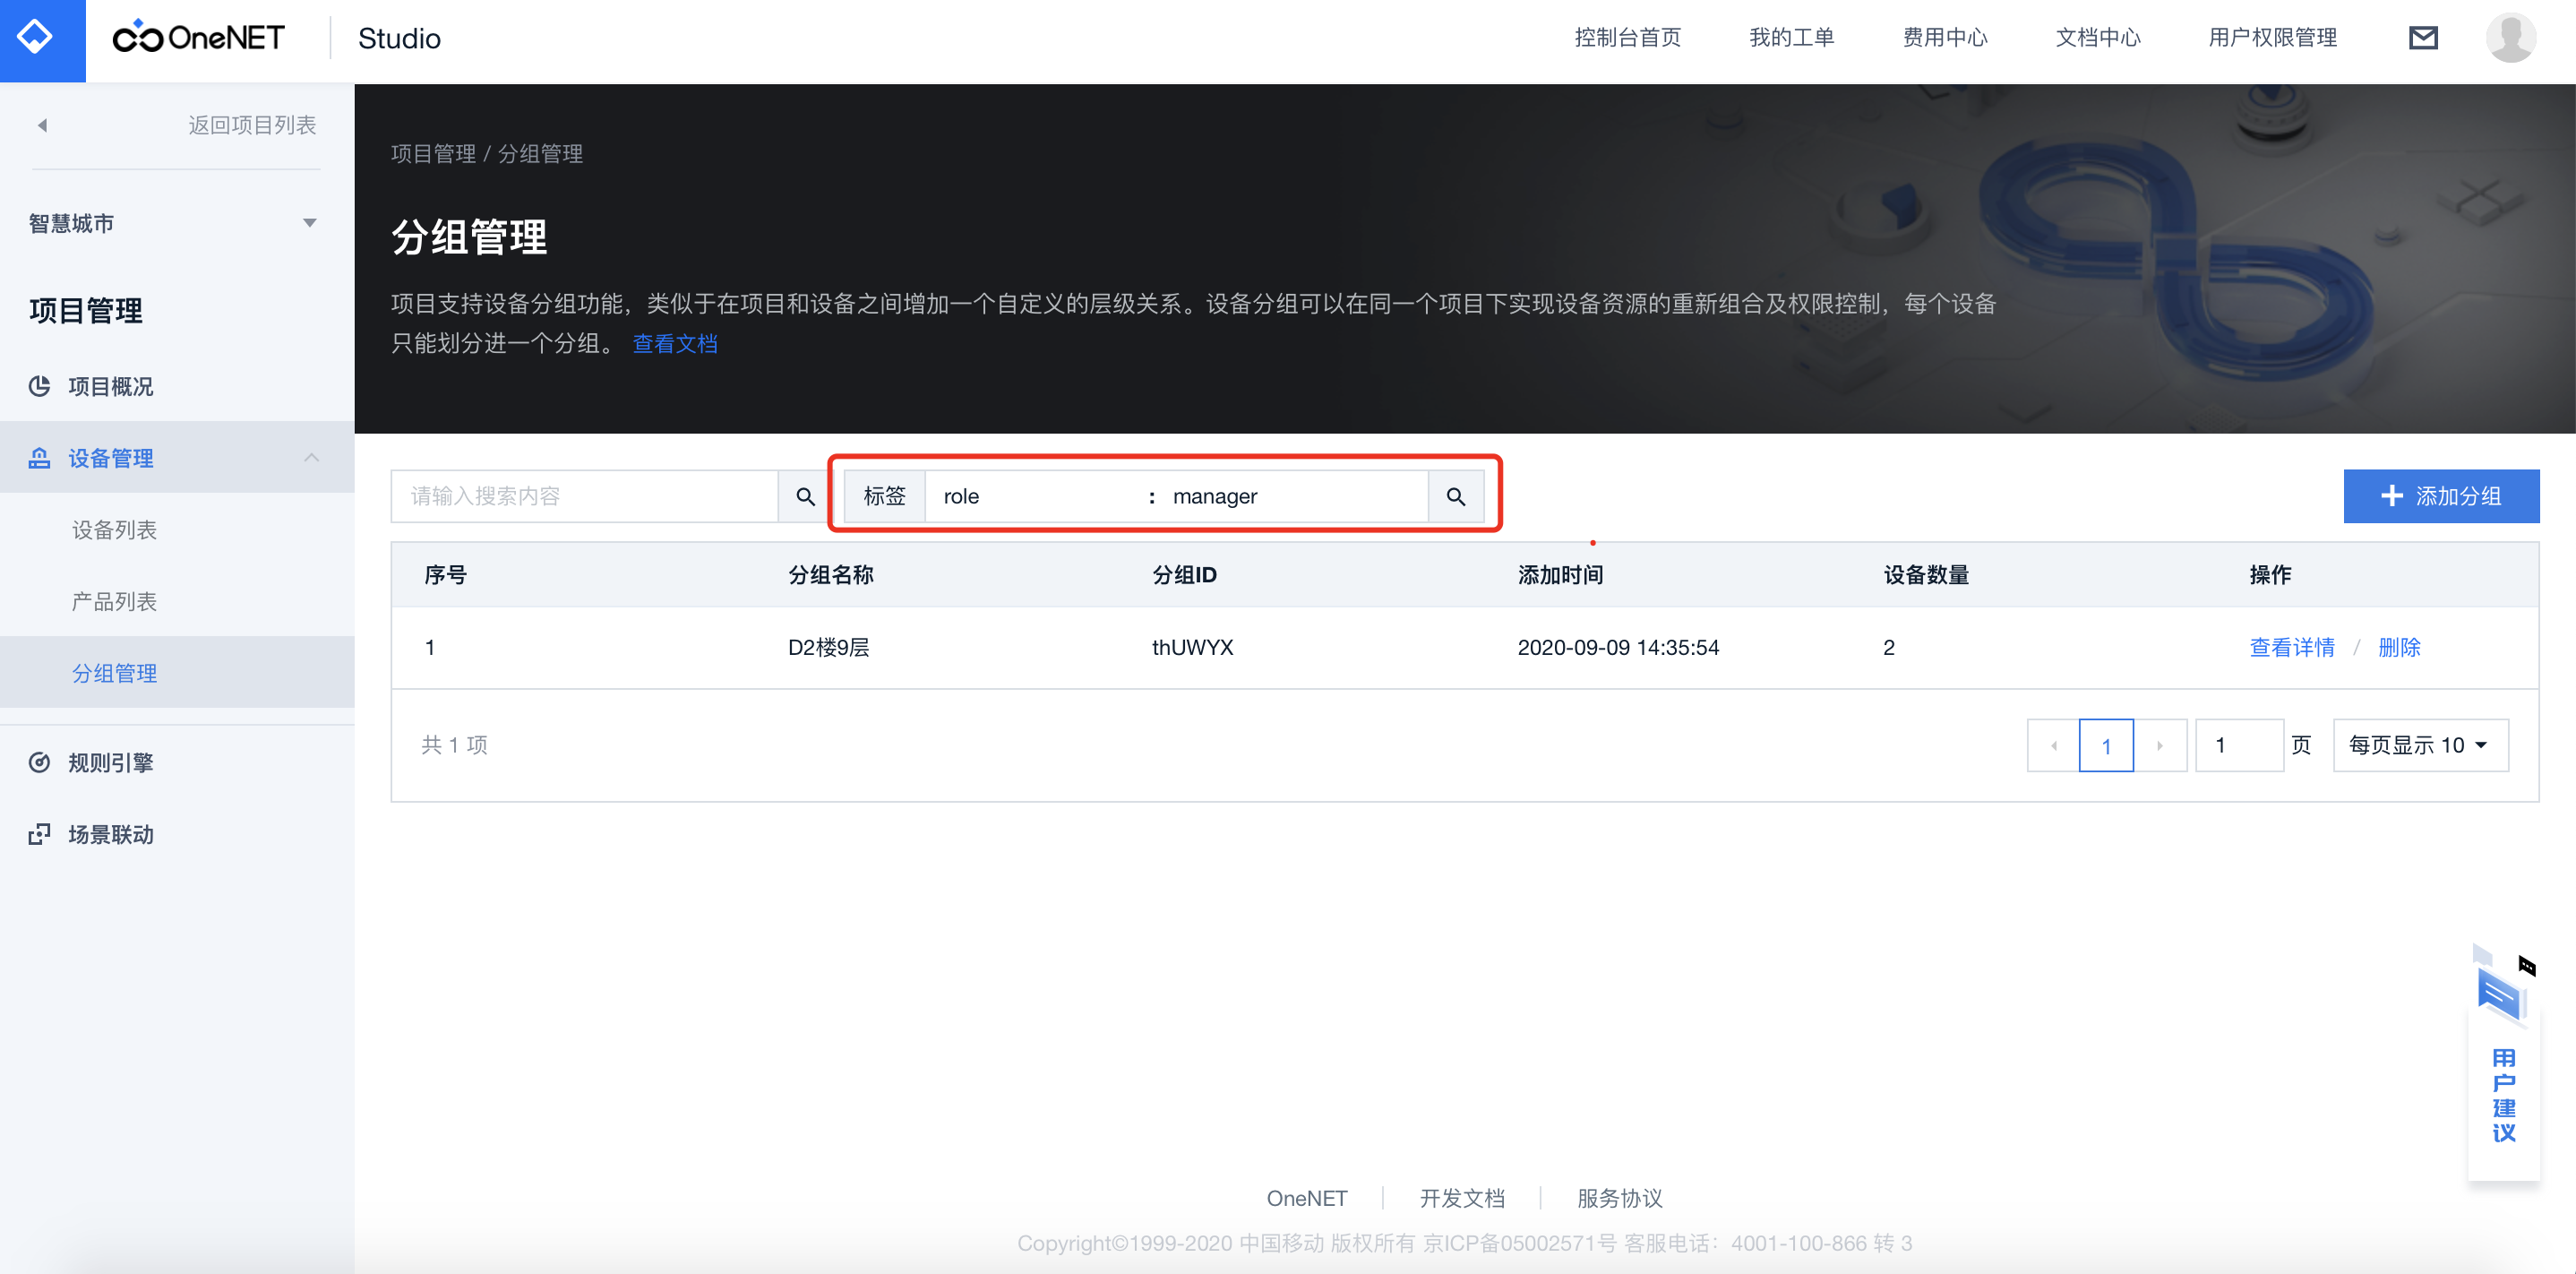 OneNET
Studio
控制台首页
我的工单
费用中心
文档中心
用户权限管理
返回项目列表
智慧城市
项目管理
项目概况
设备管理
设备列表
产品列表
分组管理
规则引擎
场景联动
项目管理 / 分组管理
分组管理
项目支持设备分组功能，类似于在项目和设备之间增加一个自定义的层级关系。设备分组可以在同一个项目下实现设备资源的重新组合及权限控制，每个设备
只能划分进一个分组。 查看文档
请输入搜索内容
标签 role : manager
添加分组
序号 分组名称 分组ID 添加时间 设备数量 操作
1 D2楼9层 thUWYX 2020-09-09 14:35:54 2 查看详情 / 删除
共 1 项
1 1 页 每页显示 10
用户建议
OneNET 开发文档 服务协议
Copyright©1999-2020 中国移动 版权所有 京ICP备05002571号 客服电话：4001-100-866 转 3